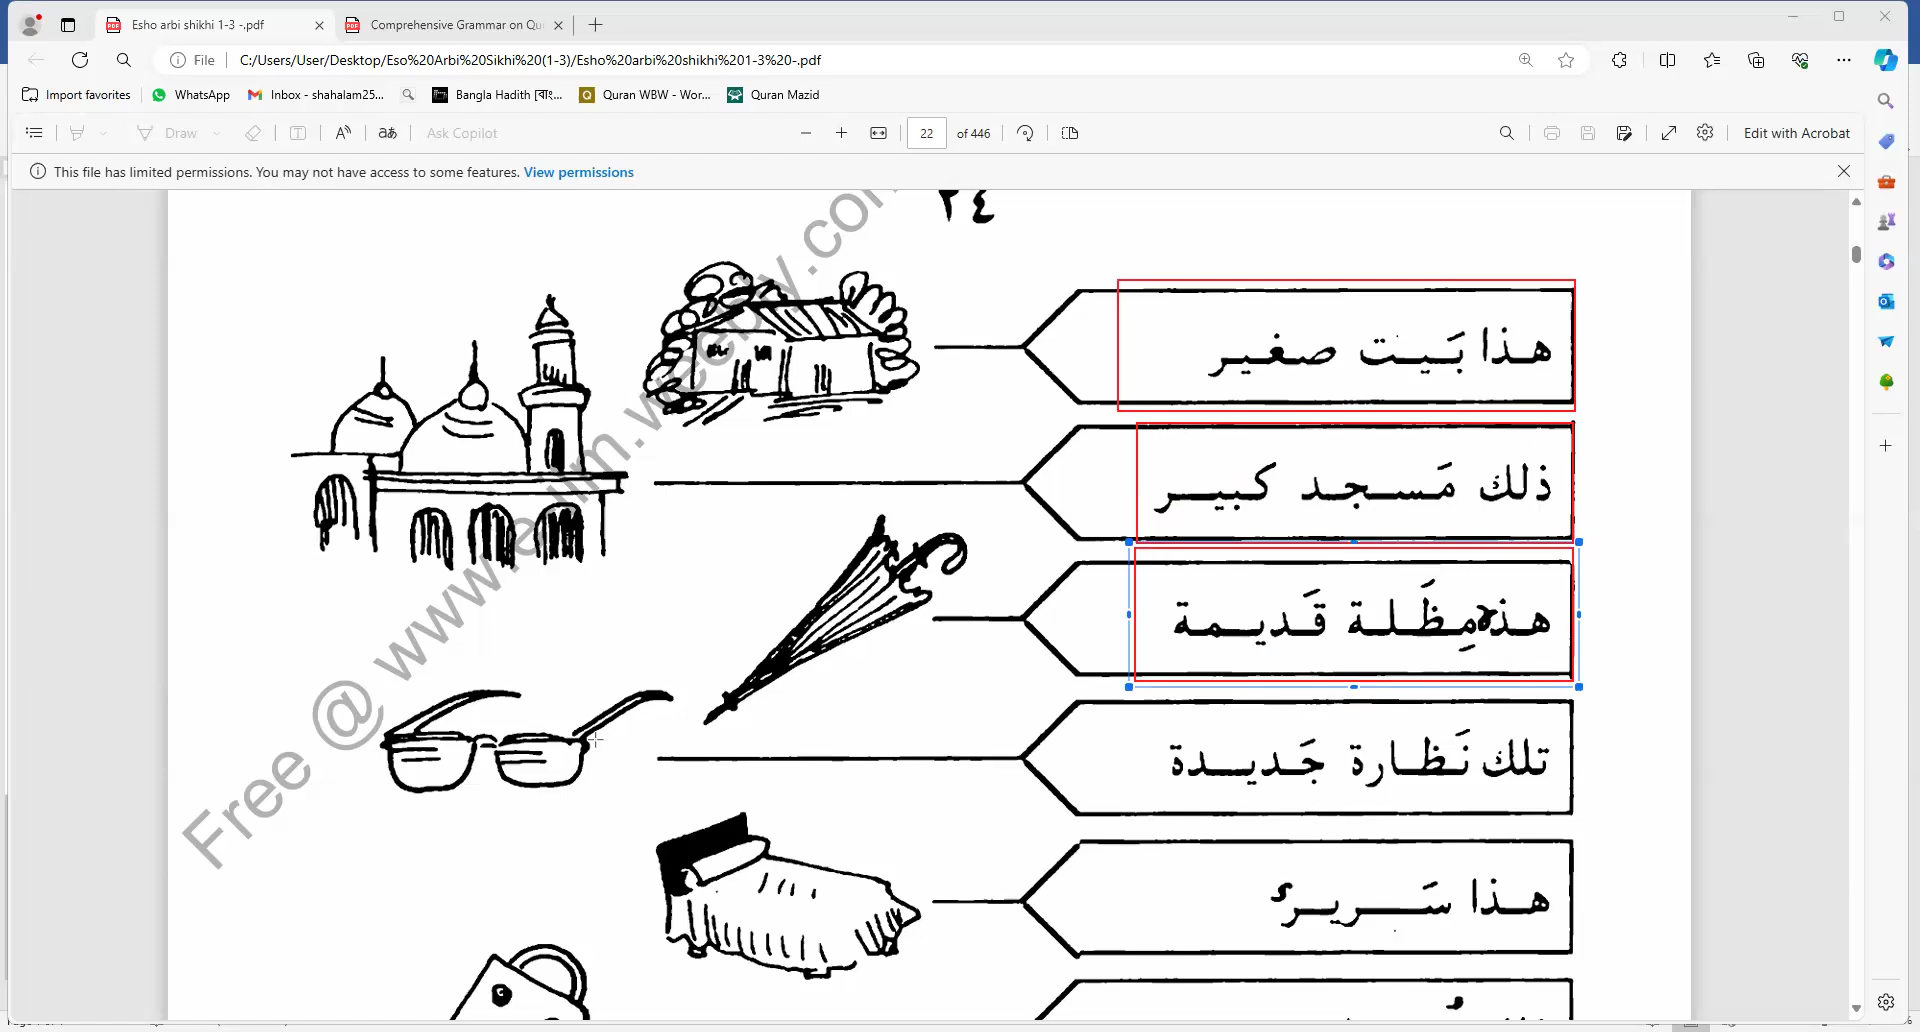 Esho arbi shikhi 1-3 -.pdf
Comprehensive Grammar on Qu
File
C:/Users/User/Desktop/Eso%20Arbi%20Sikhi%20(1-3)/Esho%20arbi%20shikhi%201-3%20-.pdf
Import favorites
WhatsApp
Inbox - shahalam25...
Bangla Hadith [বাং...
Quran WBW - Wor...
Quran Mazid
Draw
Ask Copilot
22
of 446
Edit with Acrobat
This file has limited permissions. You may not have access to some features. View permissions
٢٤
هذا بَيت صغير
ذلك مَسجد كبير
هذه مِظَلة قَديمة
تلك نَظارة جَديدة
هذا سَريرٌ
Free @ www.e-ilm.weebly.com